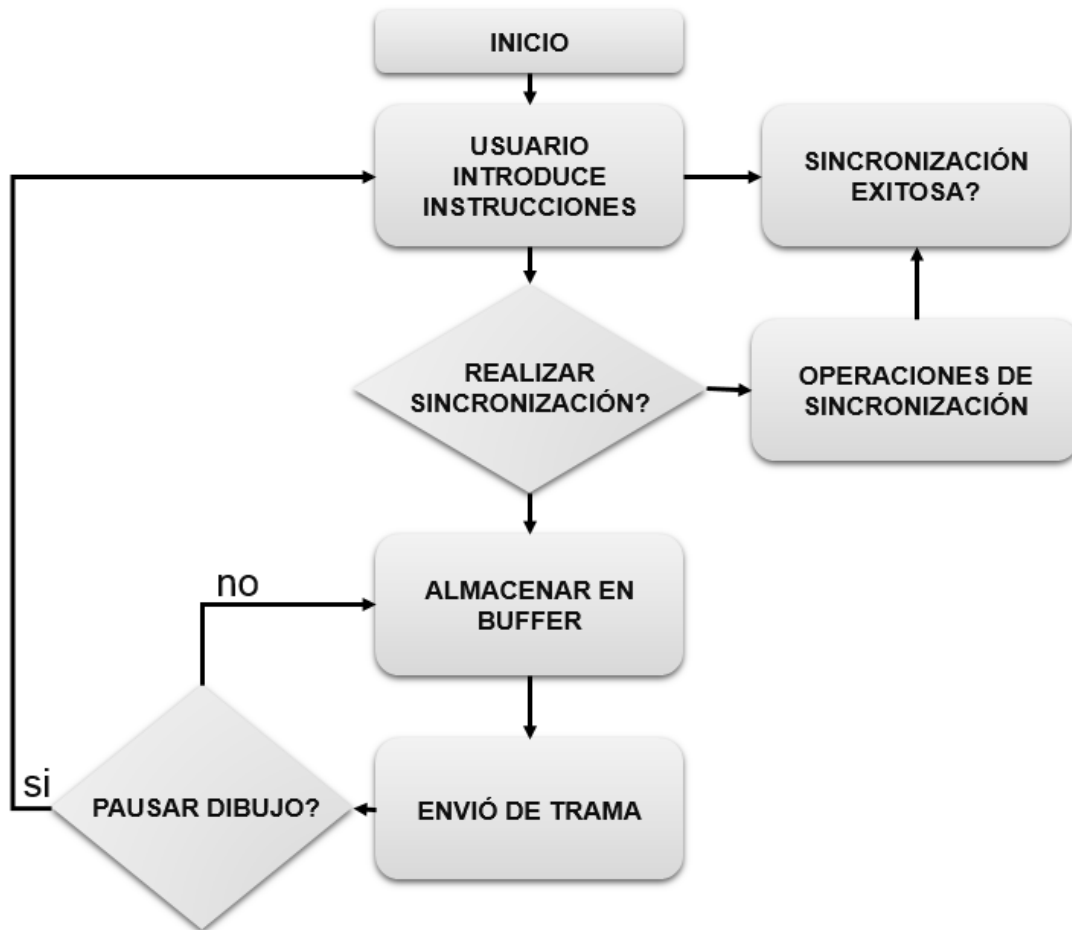 INICIO
USUARIO
INTRODUCE
INSTRUCCIONES
SINCRONIZACIÓN
EXITOSA?
REALIZAR
SINCRONIZACIÓN?
OPERACIONES DE
SINCRONIZACIÓN
no
ALMACENAR EN
BUFFER
si
PAUSAR DIBUJO?
ENVIÓ DE TRAMA